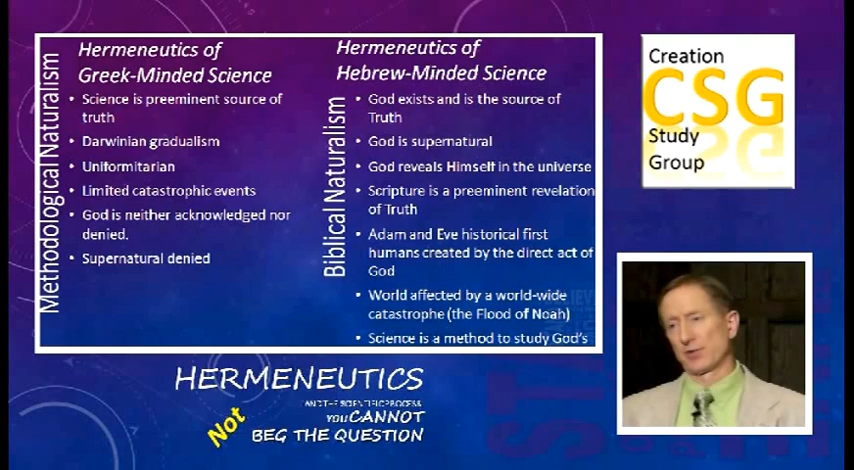 Methodological Naturalism
Hermeneutics of
Greek-Minded Science
• Science is preeminent source of
truth
• Darwinian gradualism
• Uniformitarian
• Limited catastrophic events
• God is neither acknowledged nor
denied.
• Supernatural denied
Biblical Naturalism
Hermeneutics of
Hebrew-Minded Science
• God exists and is the source of
Truth
• God is supernatural
• God reveals Himself in the universe
• Scripture is a preeminent revelation
of Truth
• Adam and Eve historical first
humans created by the direct act of
God
• World affected by a world-wide
catastrophe (the Flood of Noah)
• Science is a method to study God's
Creation
CSG
Study
Group
HERMENEUTICS
AND THE SCIENTIFIC PROCESS
YOU CANNOT
Not
BEG THE QUESTION